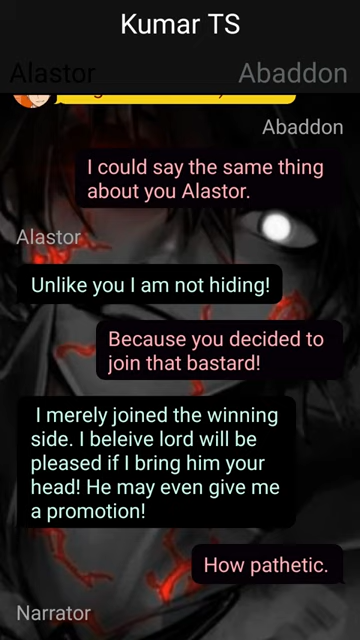 Kumar TS
Alastor
Abaddon
Abaddon
I could say the same thing
about you Alastor.
Alastor
Unlike you I am not hiding!
Because you decided to
join that bastard!
I merely joined the winning
side. I beleive lord will be
pleased if I bring him your
head! He may even give me
a promotion!
How pathetic.
Narrator